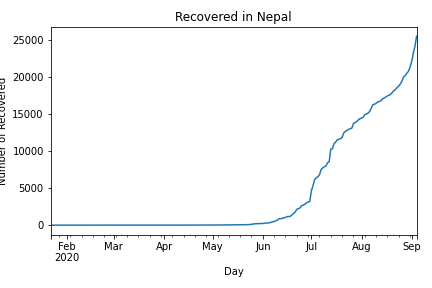 Recovered in Nepal
Number of Recovered
25000
20000
15000
10000
5000
0
Feb Mar Apr May Jun Jul Aug Sep
2020
Day